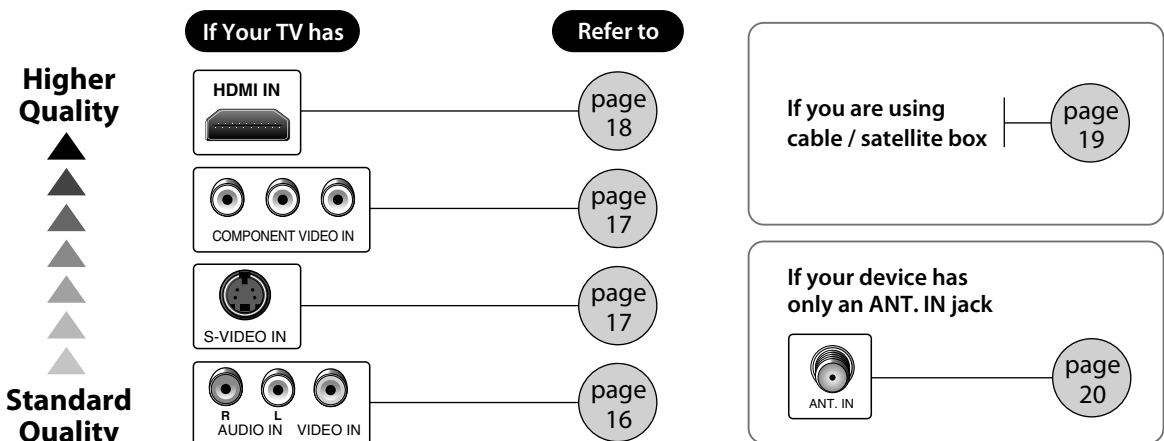 If Your TV has
Refer to
Higher
Quality
HDMI IN
page
18
COMPONENT VIDEO IN
page
17
S-VIDEO IN
page
17
R L
AUDIO IN VIDEO IN
page
16
Standard
Quality
If you are using
cable / satellite box
page
19
If your device has
only an ANT. IN jack
ANT. IN
page
20